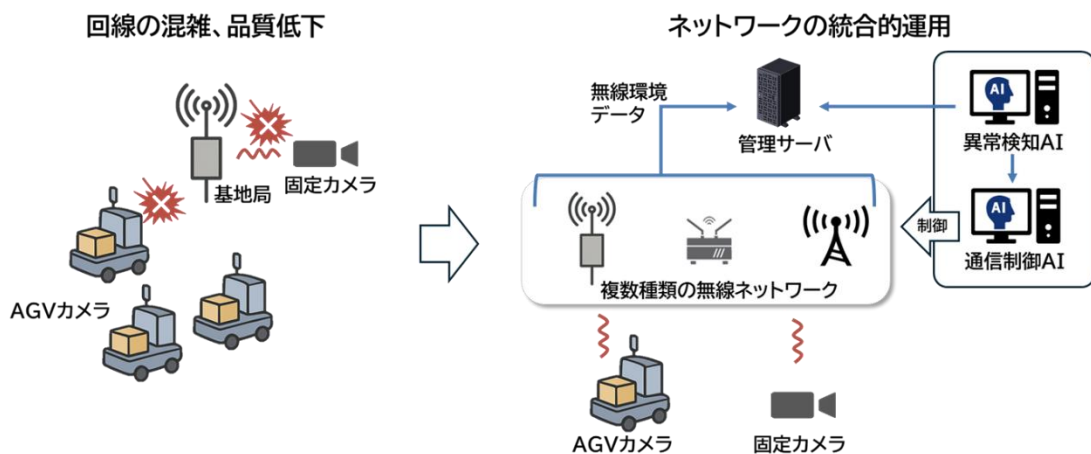 回線の混雑、品質低下
基地局
固定カメラ
AGVカメラ
ネットワークの統合的運用
無線環境
データ
管理サーバ
AI
異常検知AI
AI
通信制御AI
制御
複数種類の無線ネットワーク
AGVカメラ
固定カメラ